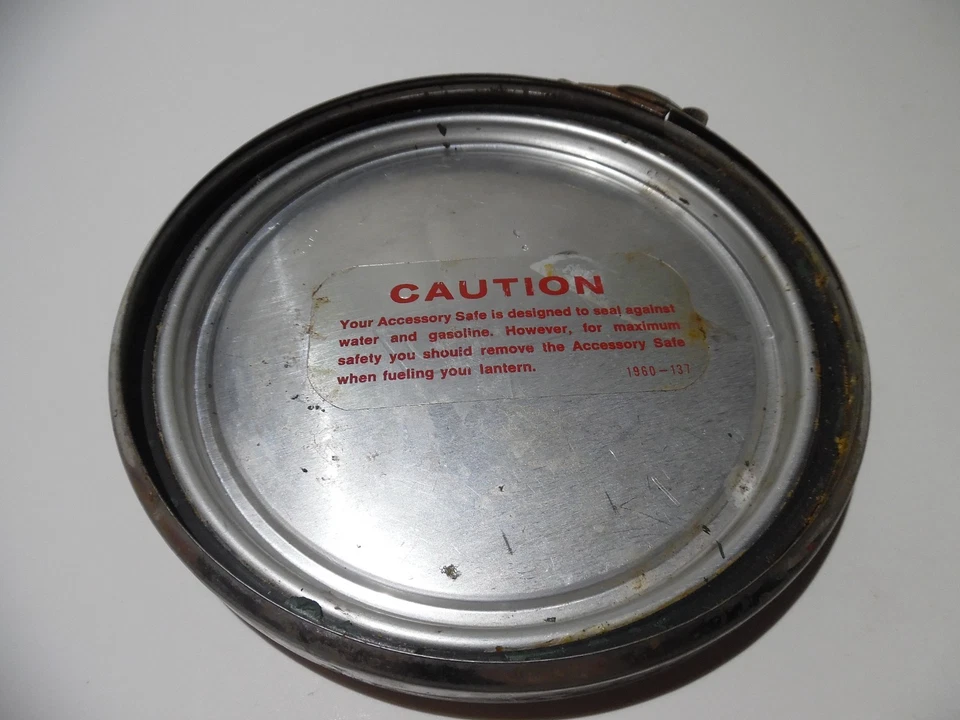 CAUTION
Your Accessory Safe is designed to seal against
water and gasoline. However, for maximum
safety you should remove the Accessory Safe
when fueling your lantern. 1960-137